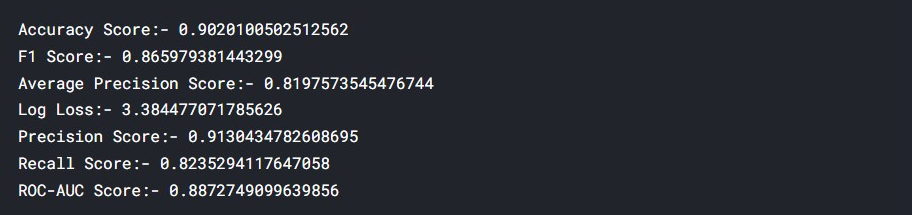 Accuracy Score:- 0.9020100502512562
F1 Score:- 0.865979381443299
Average Precision Score:- 0.8197573545476744
Log Loss:- 3.384477071785626
Precision Score:- 0.9130434782608695
Recall Score:- 0.8235294117647058
ROC-AUC Score:- 0.8872749099639856